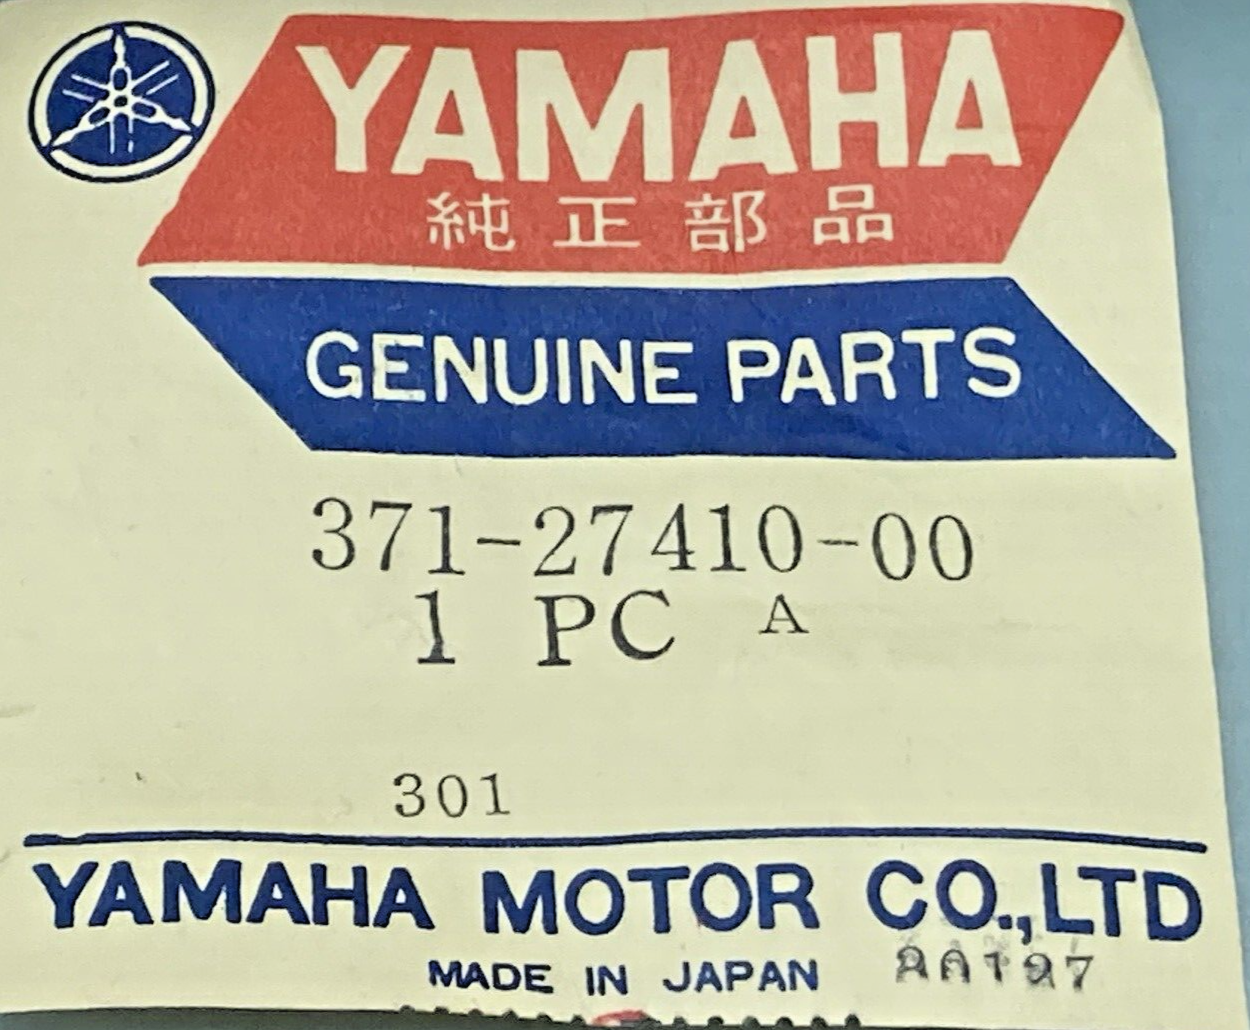 YAMAHA
純正部品
GENUINE PARTS
371-27410-00
1 PC A
301
YAMAHA MOTOR CO.,LTD
MADE IN JAPAN